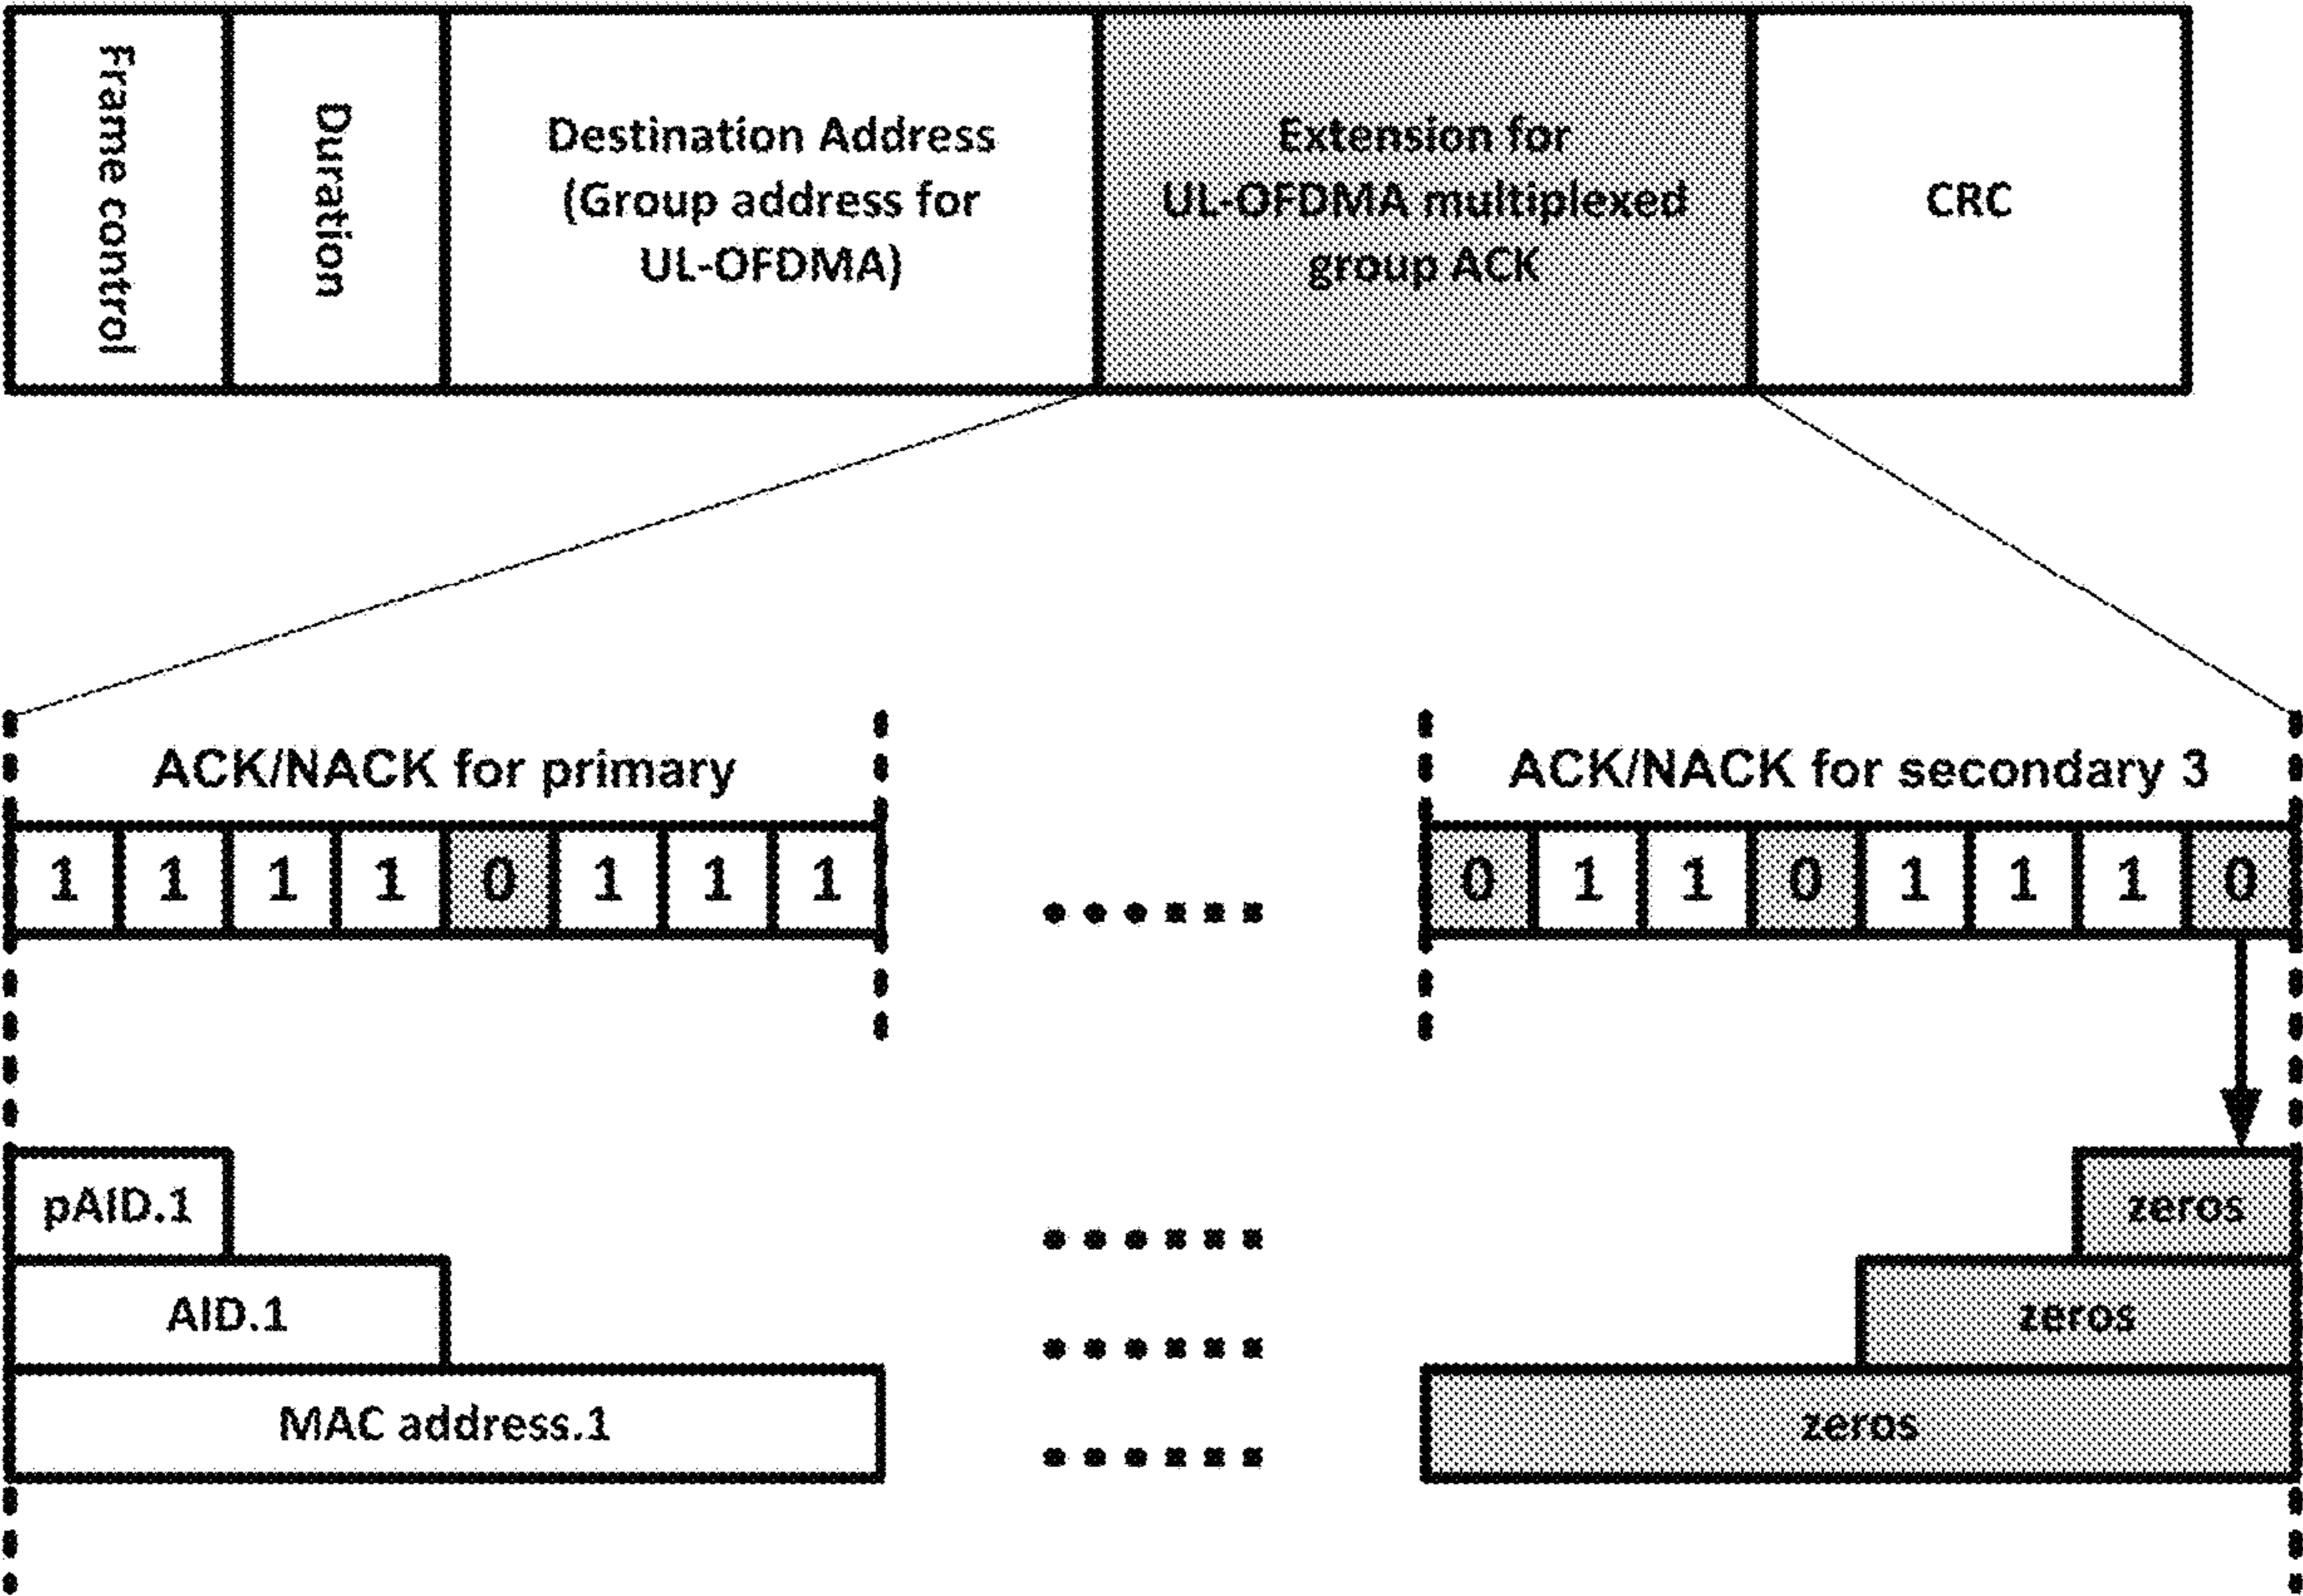 Frame control
Duration
Destination Address
(Group address for
UL-OFDMA)
Extension for
UL-OFDMA multiplexed
group ACK
CRC
ACK/NACK for primary
1 1 1 1 0 1 1 1
ACK/NACK for secondary 3
0 1 1 0 1 1 1 0
pAID.1
zeros
AID.1
zeros
MAC address.1
zeros